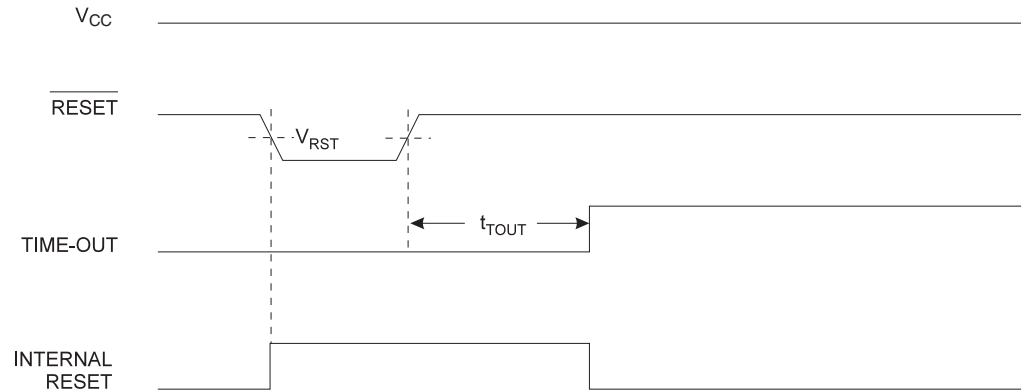 VCC
RESET
VRST
tTOUT
TIME-OUT
INTERNAL
RESET